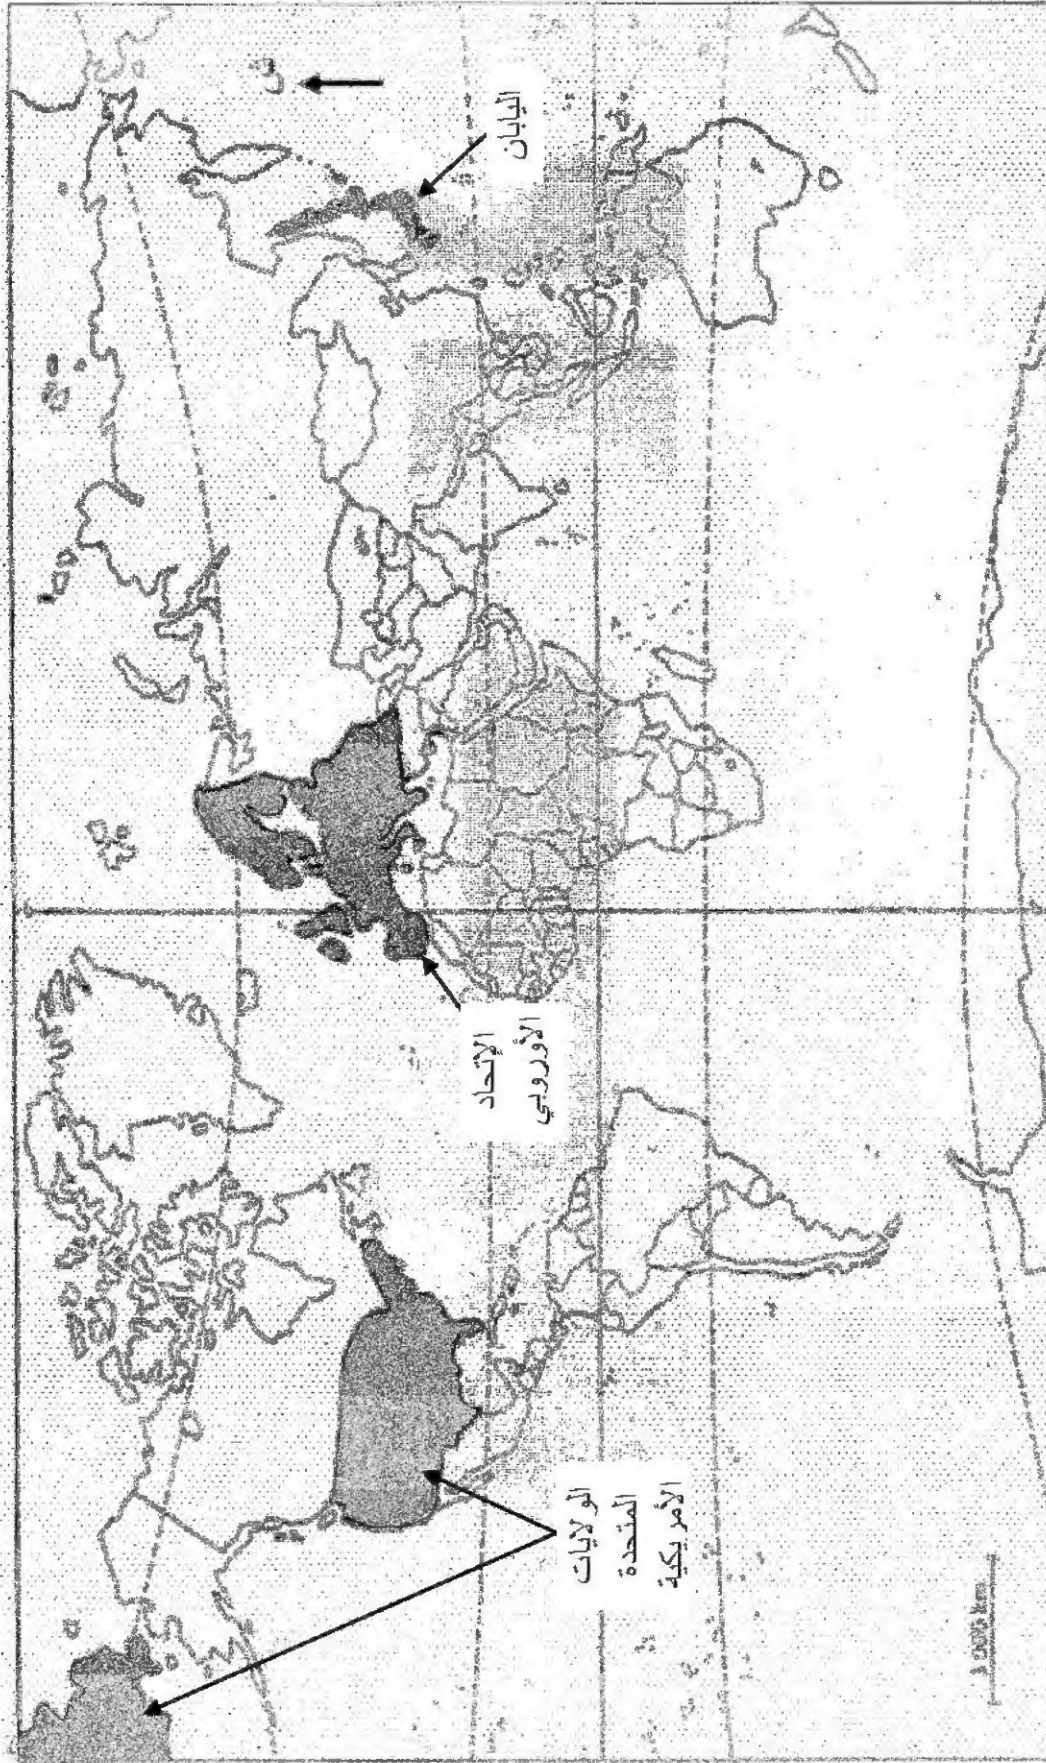 ش
اليابان
الإتحاد
الأوروبي
الولايات
المتحدة
الأمريكية